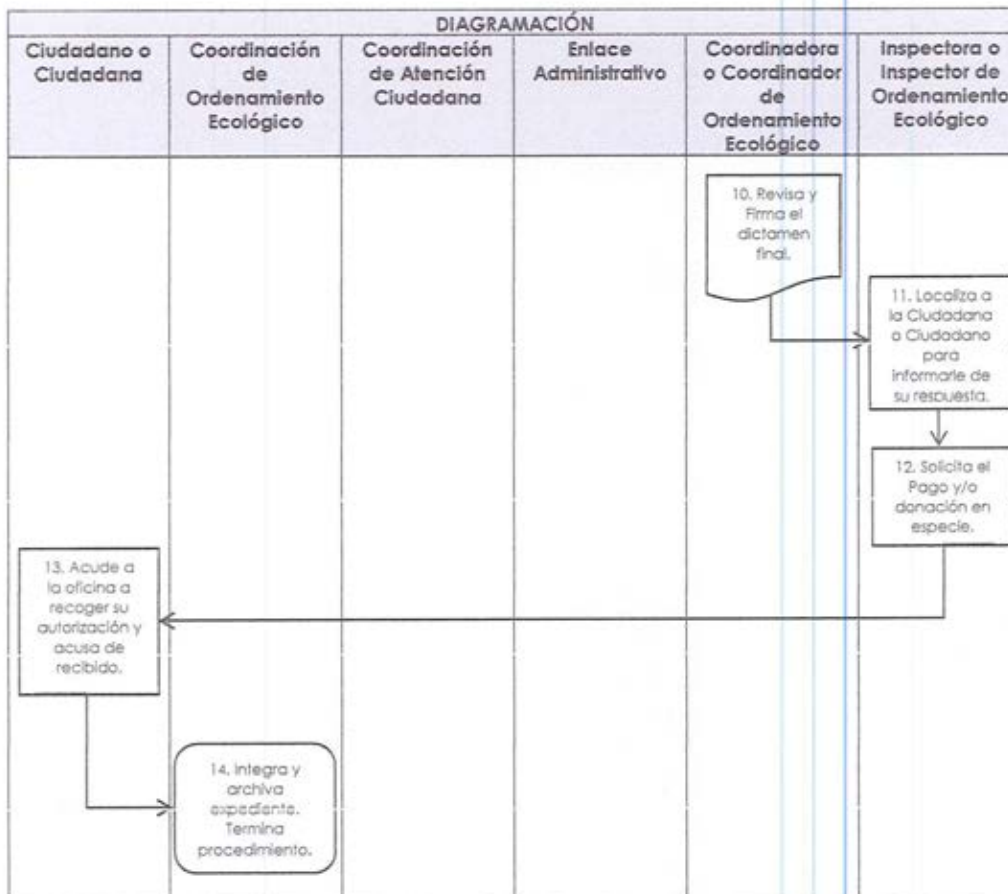 DIAGRAMACIÓN
Ciudadano o
Ciudadana
Coordinación
de
Ordenamiento
Ecológico
Coordinación
de Atención
Ciudadana
Enlace
Administrativo
Coordinadora
o Coordinador
de
Ordenamiento
Ecológico
Inspectora o
Inspector de
Ordenamiento
Ecológico
10. Revisa y
Firma el
dictamen
final.
11. Localiza a
la Ciudadana
o Ciudadano
para
informarle de
su respuesta.
12. Solicita el
Pago y/o
donación en
especie.
13. Acude a
la oficina a
recoger su
autorización y
acusa de
recibido.
14. Integra y
archiva
expediente.
Termina
procedimiento.